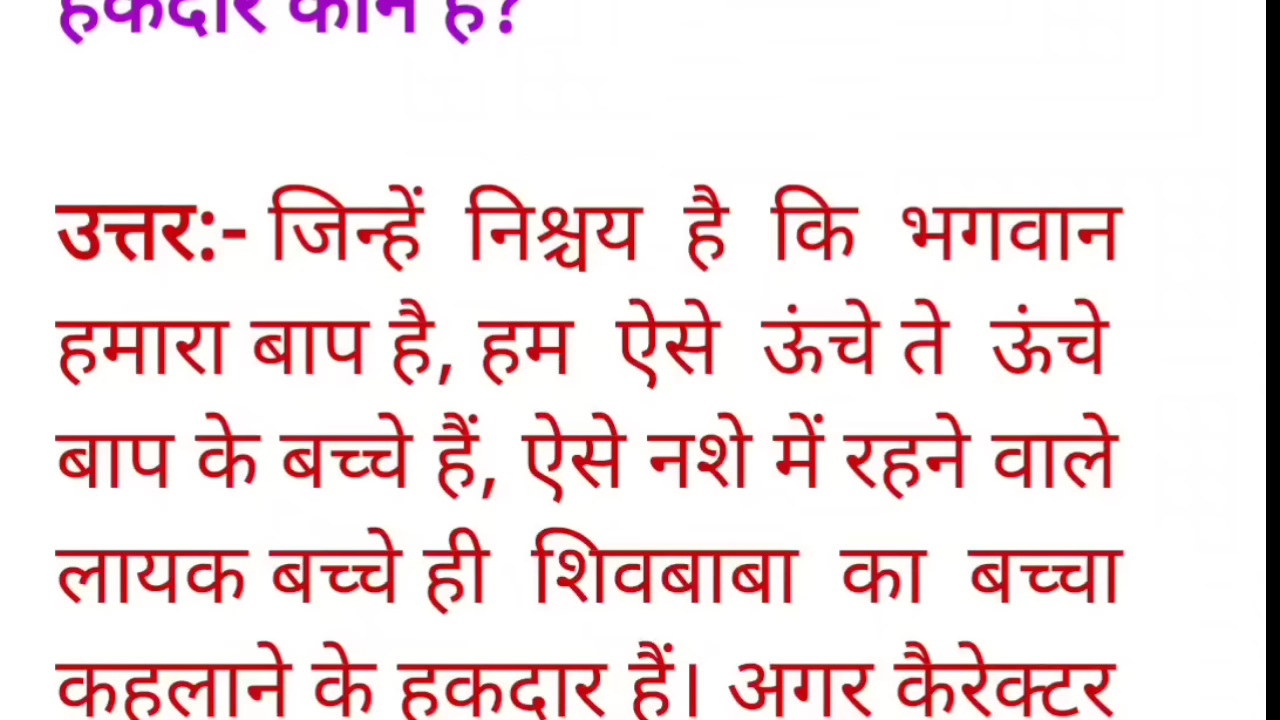 हकदार कौन है?
उत्तर:- जिन्हें निश्चय है कि भगवान
हमारा बाप है, हम ऐसे ऊंचे ते ऊंचे
बाप के बच्चे हैं, ऐसे नशे में रहने वाले
लायक बच्चे ही शिवबाबा का बच्चा
कहलाने के हकदार हैं। अगर कैरेक्टर